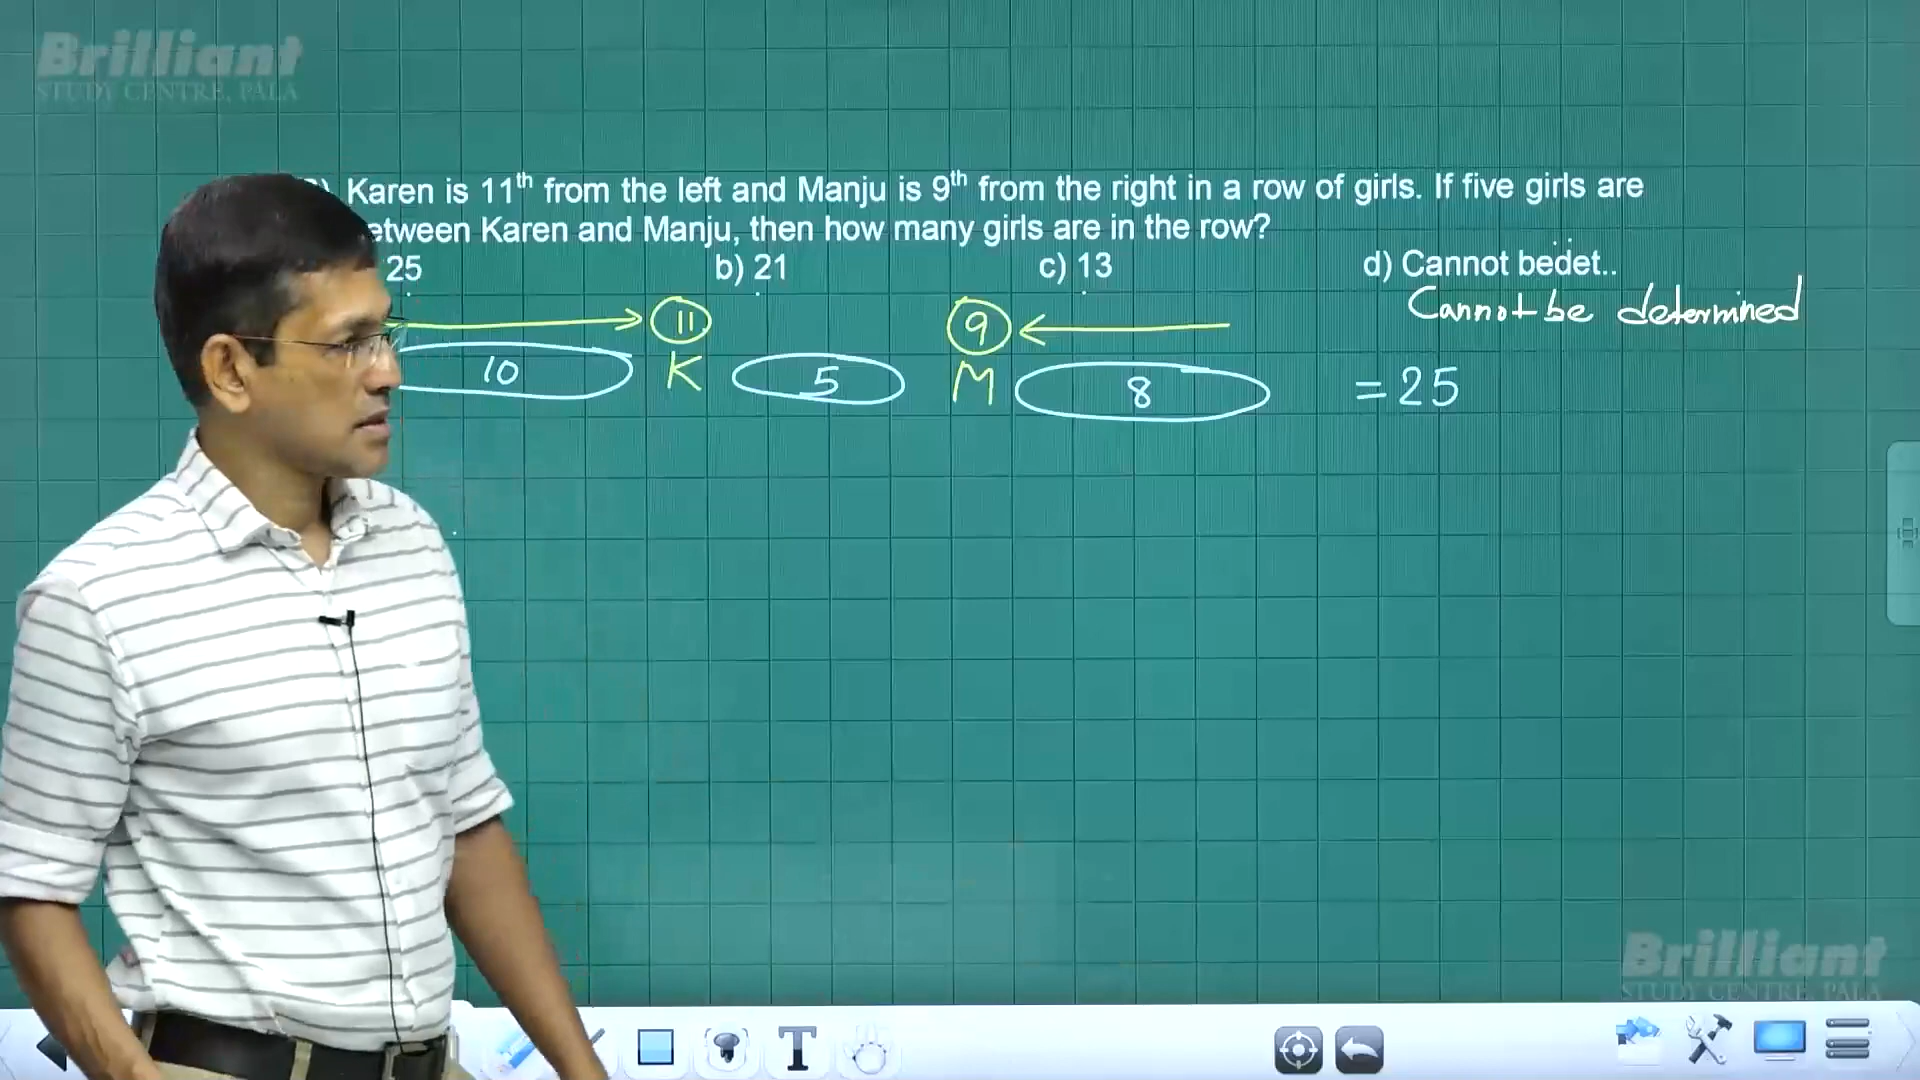 Brilliant
STUDY CENTRE, PALA
Karen is 11th from the left and Manju is 9th from the right in a row of girls. If five girls are
etween Karen and Manju, then how many girls are in the row?
25 b) 21 c) 13 d) Cannot bedet..
Cannot be determined
11 9
10 K 5 M 8 =25
Brilliant
STUDY CENTRE, PALA
T